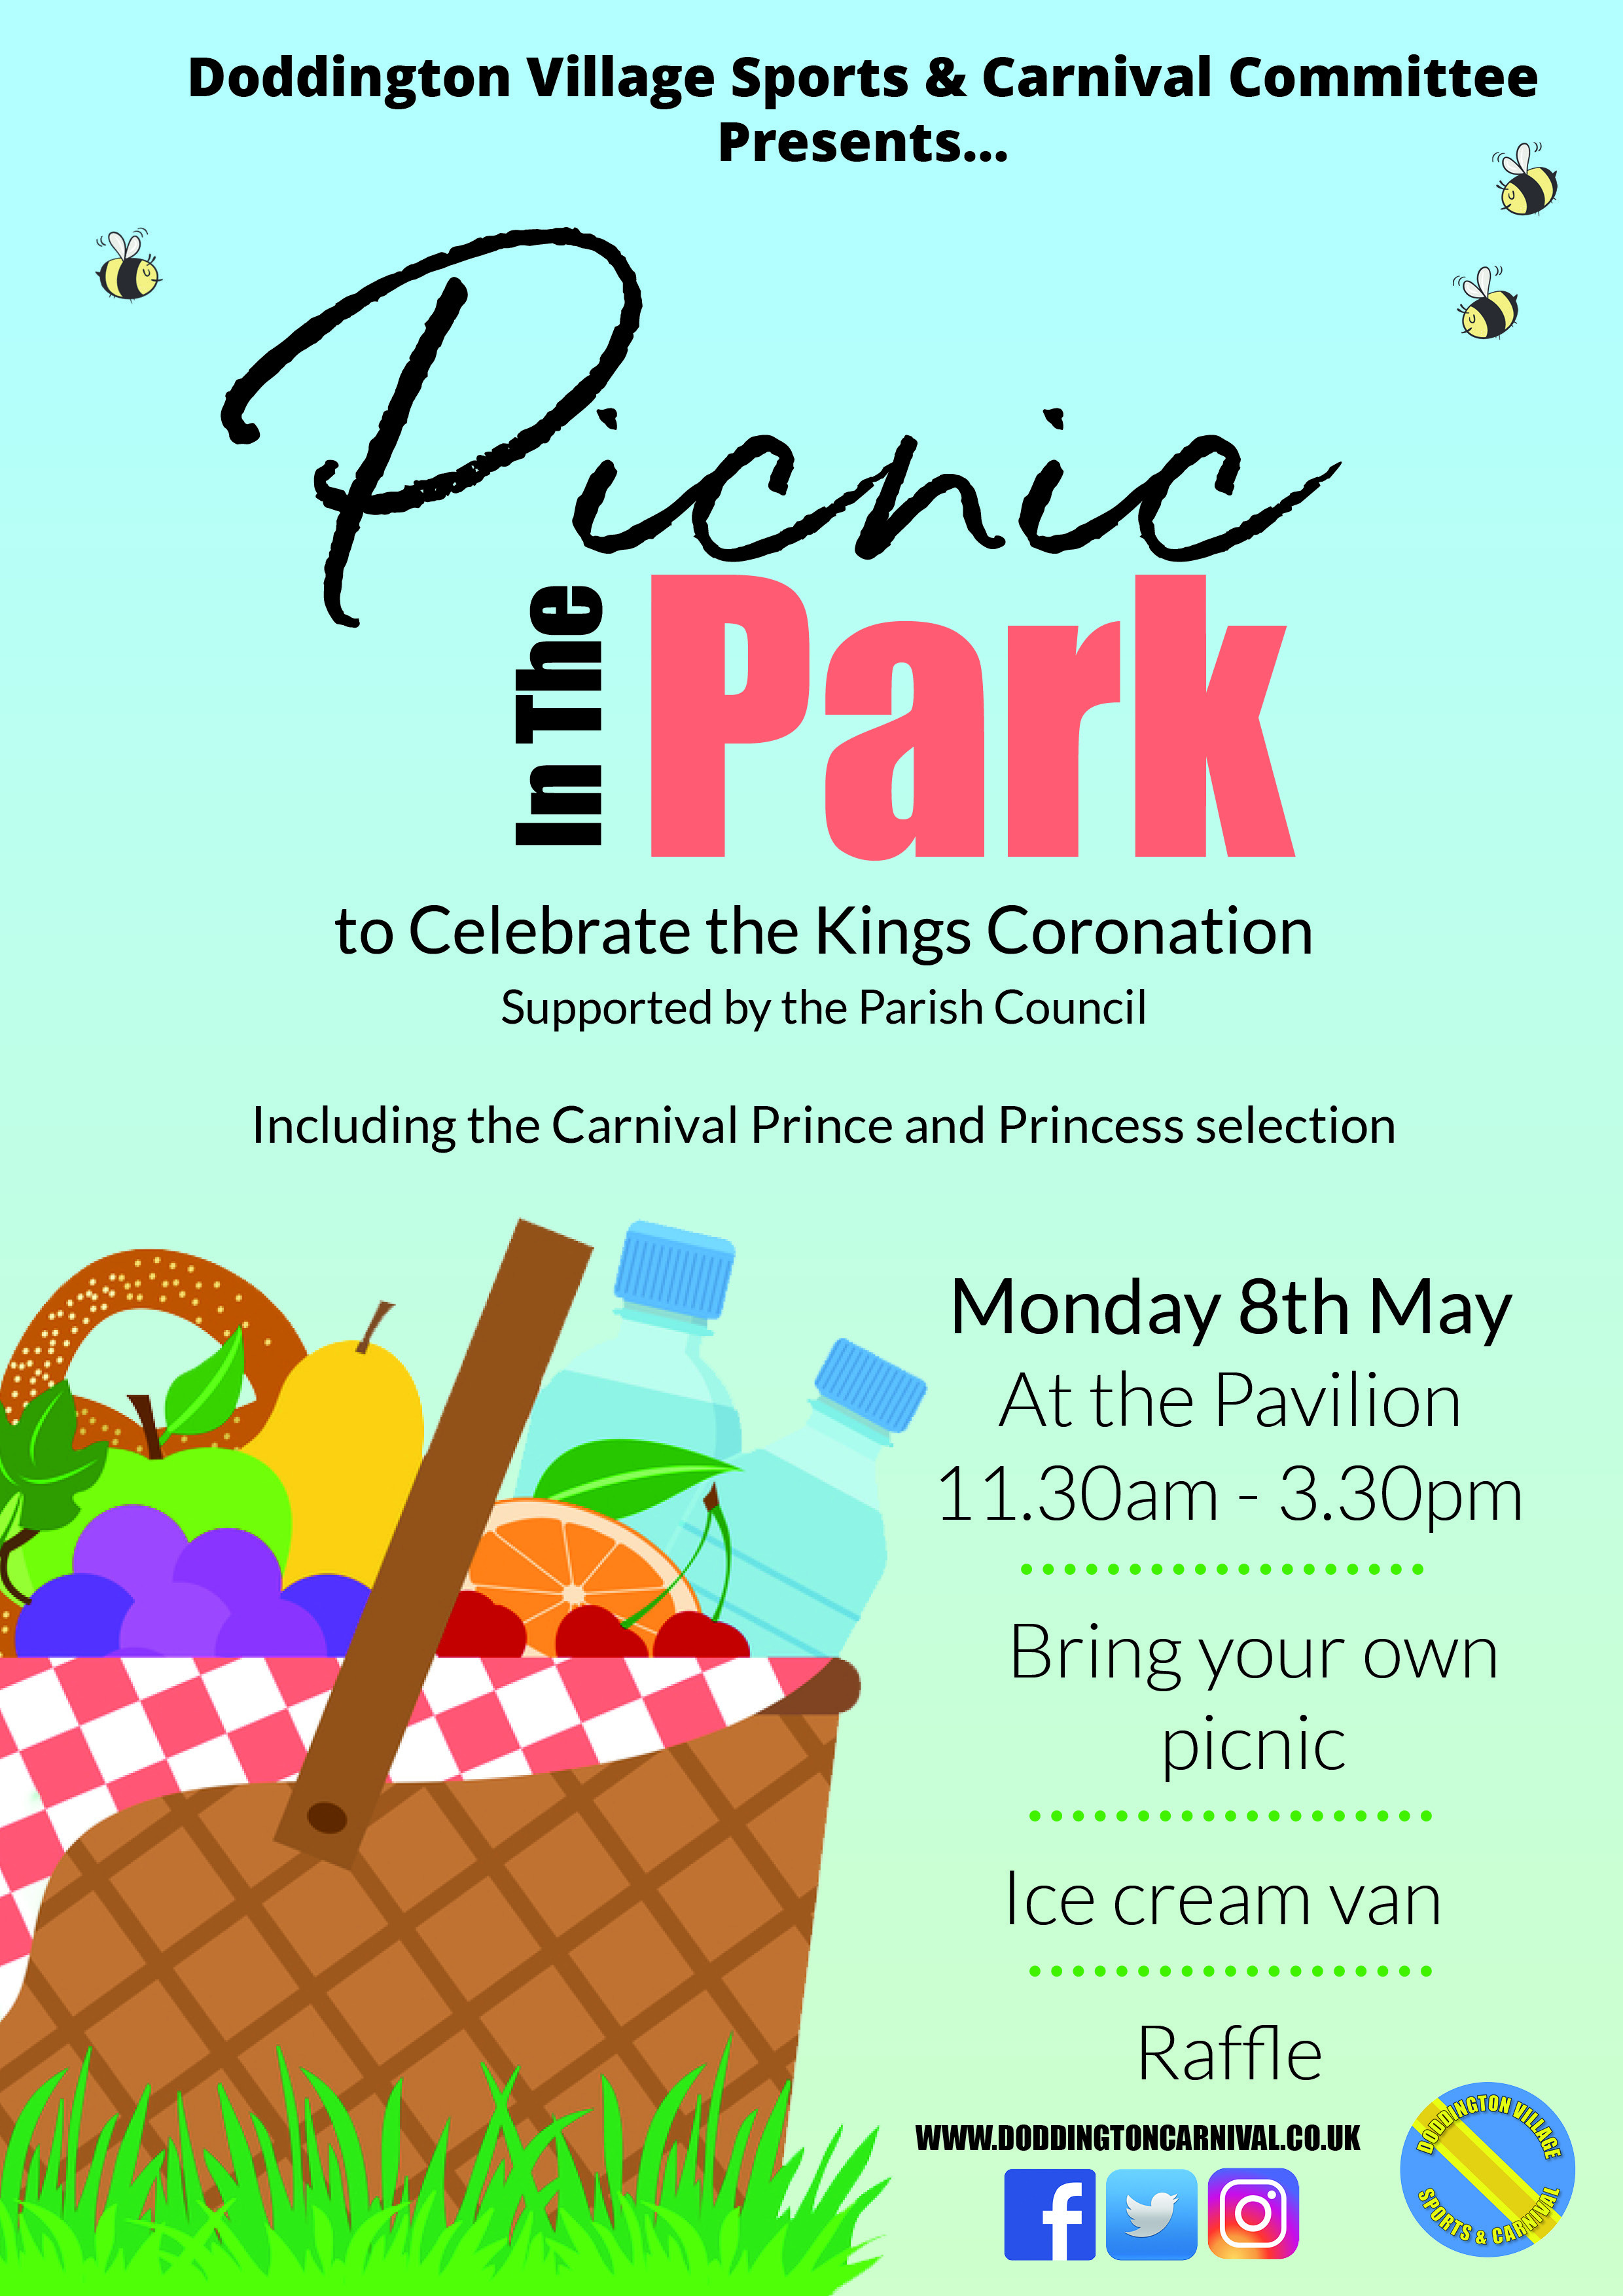 Doddington Village Sports & Carnival Committee
Presents...
Picnic
In The
Park
to Celebrate the Kings Coronation
Supported by the Parish Council
Including the Carnival Prince and Princess selection
Monday 8th May
At the Pavilion
11.30am - 3.30pm
Bring your own
picnic
Ice cream van
Raffle
WWW.DODDINGTONCARNIVAL.CO.UK
DODDINGTON VILLAGE
SPORTS & CARNIVAL